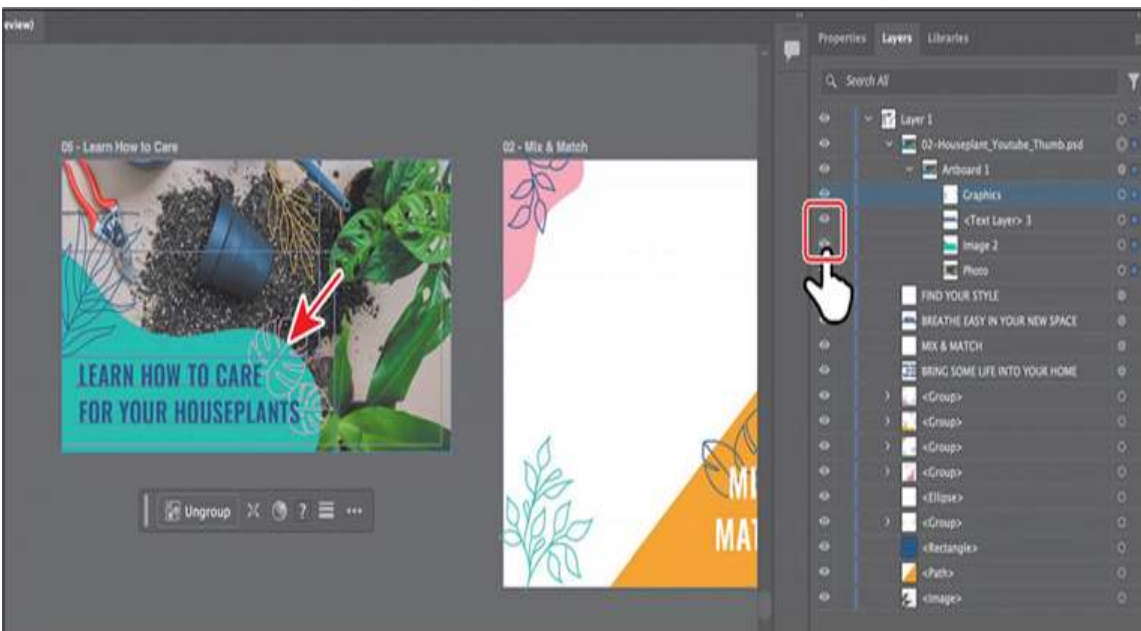 eview)
Properties Layers Libraries
Search All
Layer 1
02-Houseplant_Youtube_Thumb.psd
Artboard 1
Graphics
<Text Layer> 3
Image 2
Photo
FIND YOUR STYLE
BREATHE EASY IN YOUR NEW SPACE
MIX & MATCH
BRING SOME LIFE INTO YOUR HOME
<Group>
<Group>
<Group>
<Group>
<Ellipse>
<Group>
<Rectangle>
<Path>
<Image>
05 - Learn How to Care
LEARN HOW TO CARE
FOR YOUR HOUSEPLANTS
Ungroup
02 - Mix & Match
MI
MAT